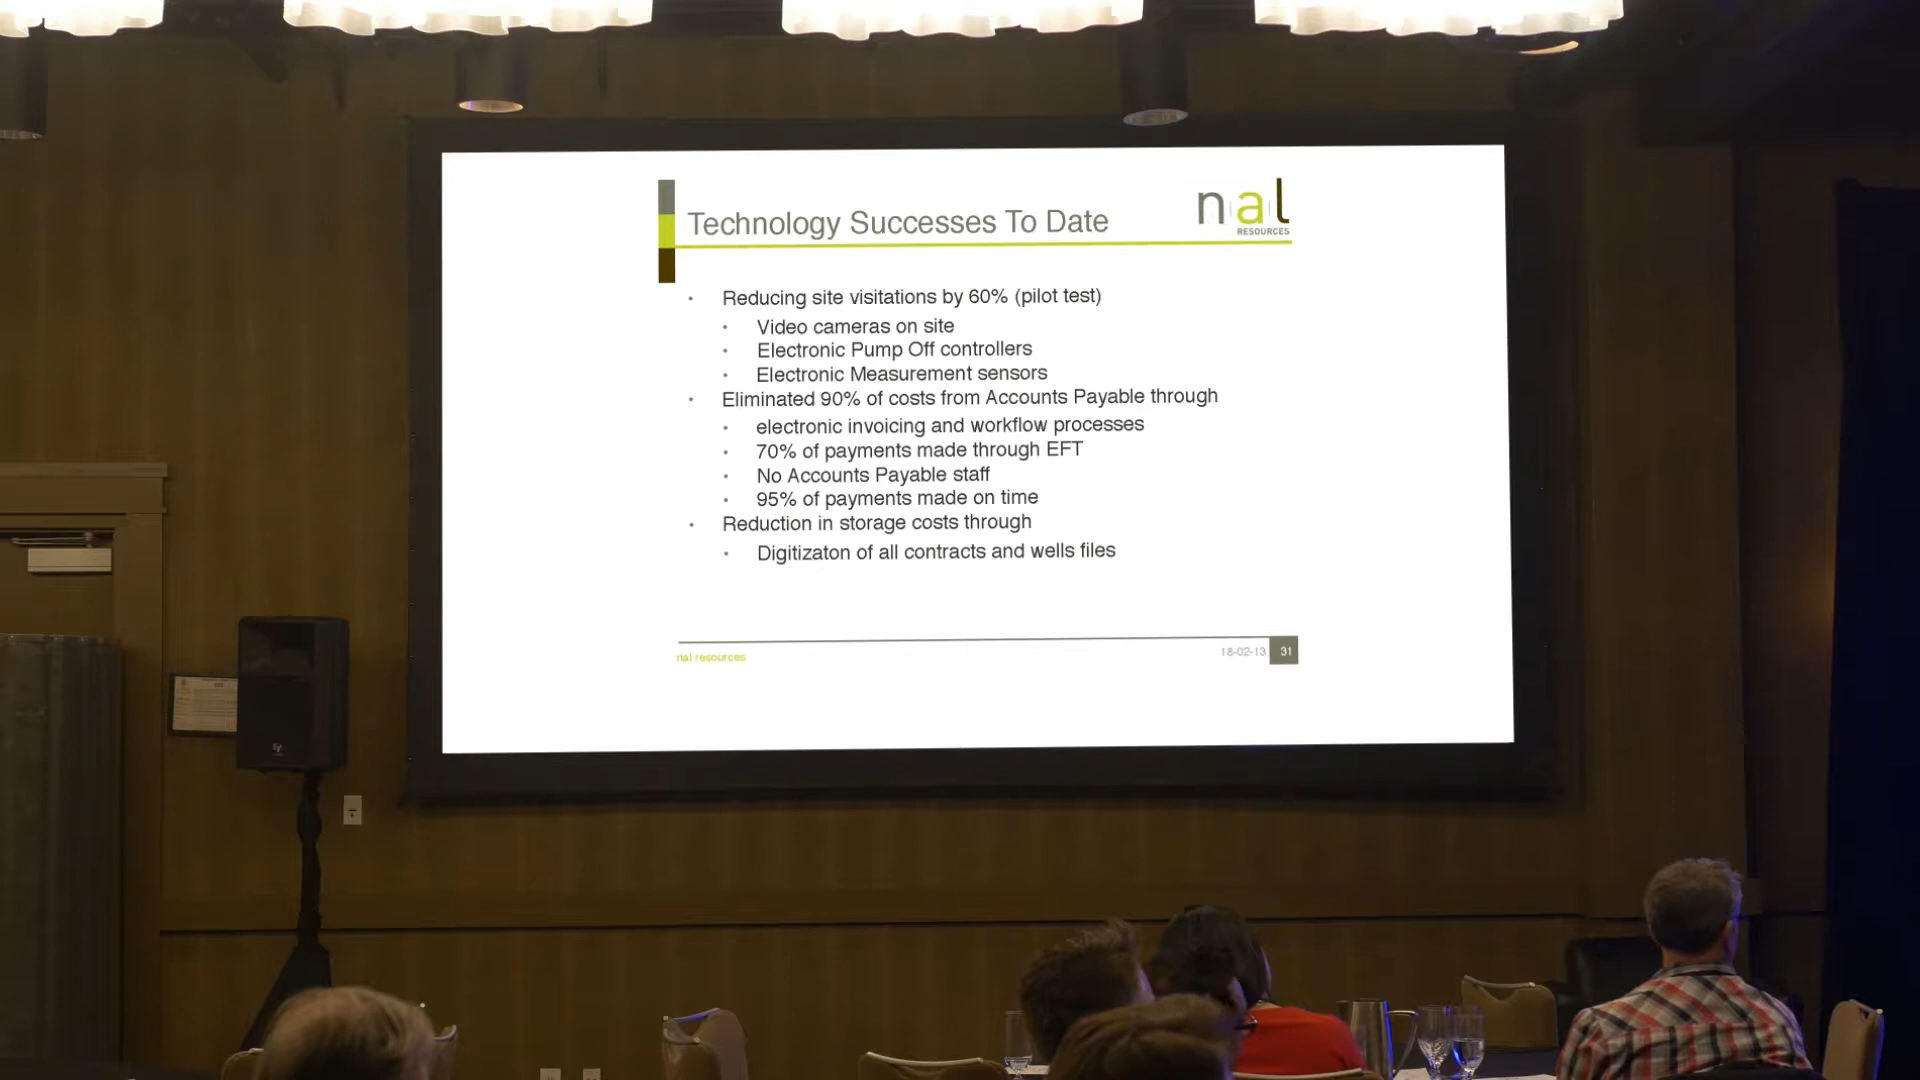 Technology Successes To Date
nal
RESOURCES
• Reducing site visitations by 60% (pilot test)
• Video cameras on site
• Electronic Pump Off controllers
• Electronic Measurement sensors
• Eliminated 90% of costs from Accounts Payable through
• electronic invoicing and workflow processes
• 70% of payments made through EFT
• No Accounts Payable staff
• 95% of payments made on time
• Reduction in storage costs through
• Digitizaton of all contracts and wells files
nal resources
18-02-13 31
EV